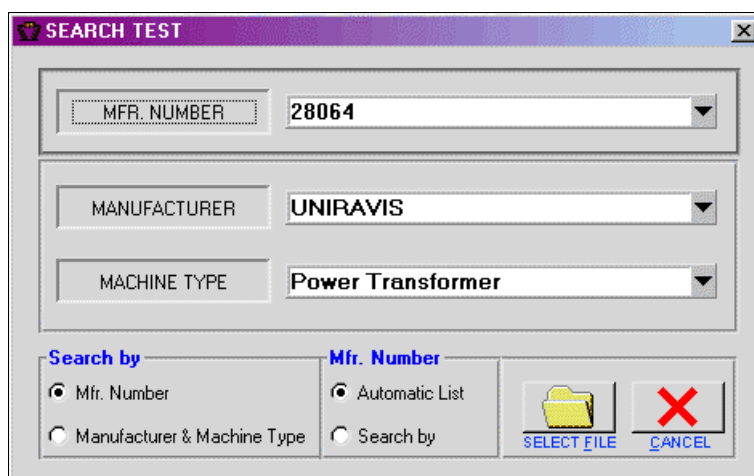 SEARCH TEST
MFR. NUMBER 28064
MANUFACTURER UNIRAVIS
MACHINE TYPE Power Transformer
Search by Mfr. Number
Mfr. Number Automatic List
Manufacturer & Machine Type Search by
SELECT FILE CANCEL